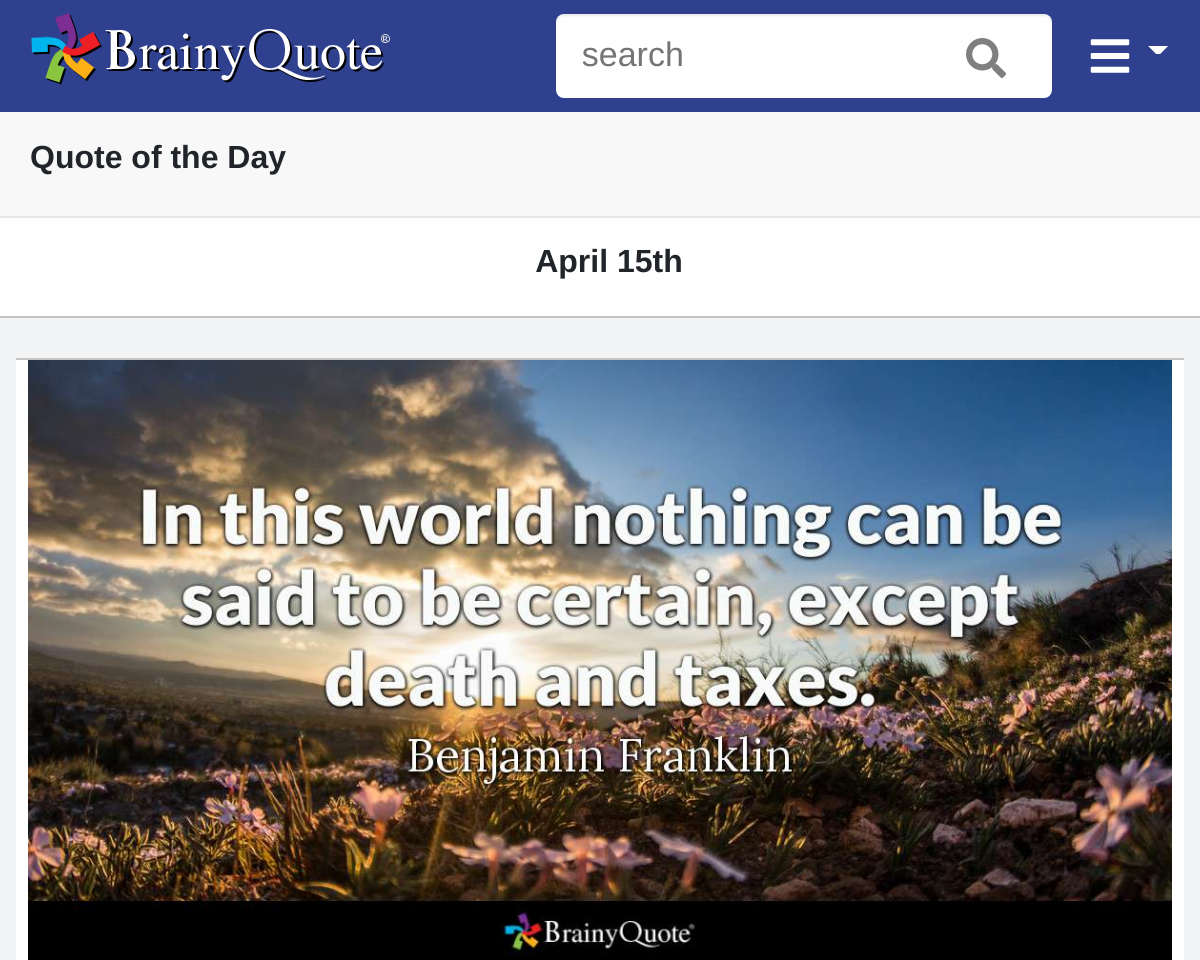 BrainyQuote®
search
Quote of the Day
April 15th
In this world nothing can be
said to be certain, except
death and taxes.
Benjamin Franklin
BrainyQuote®